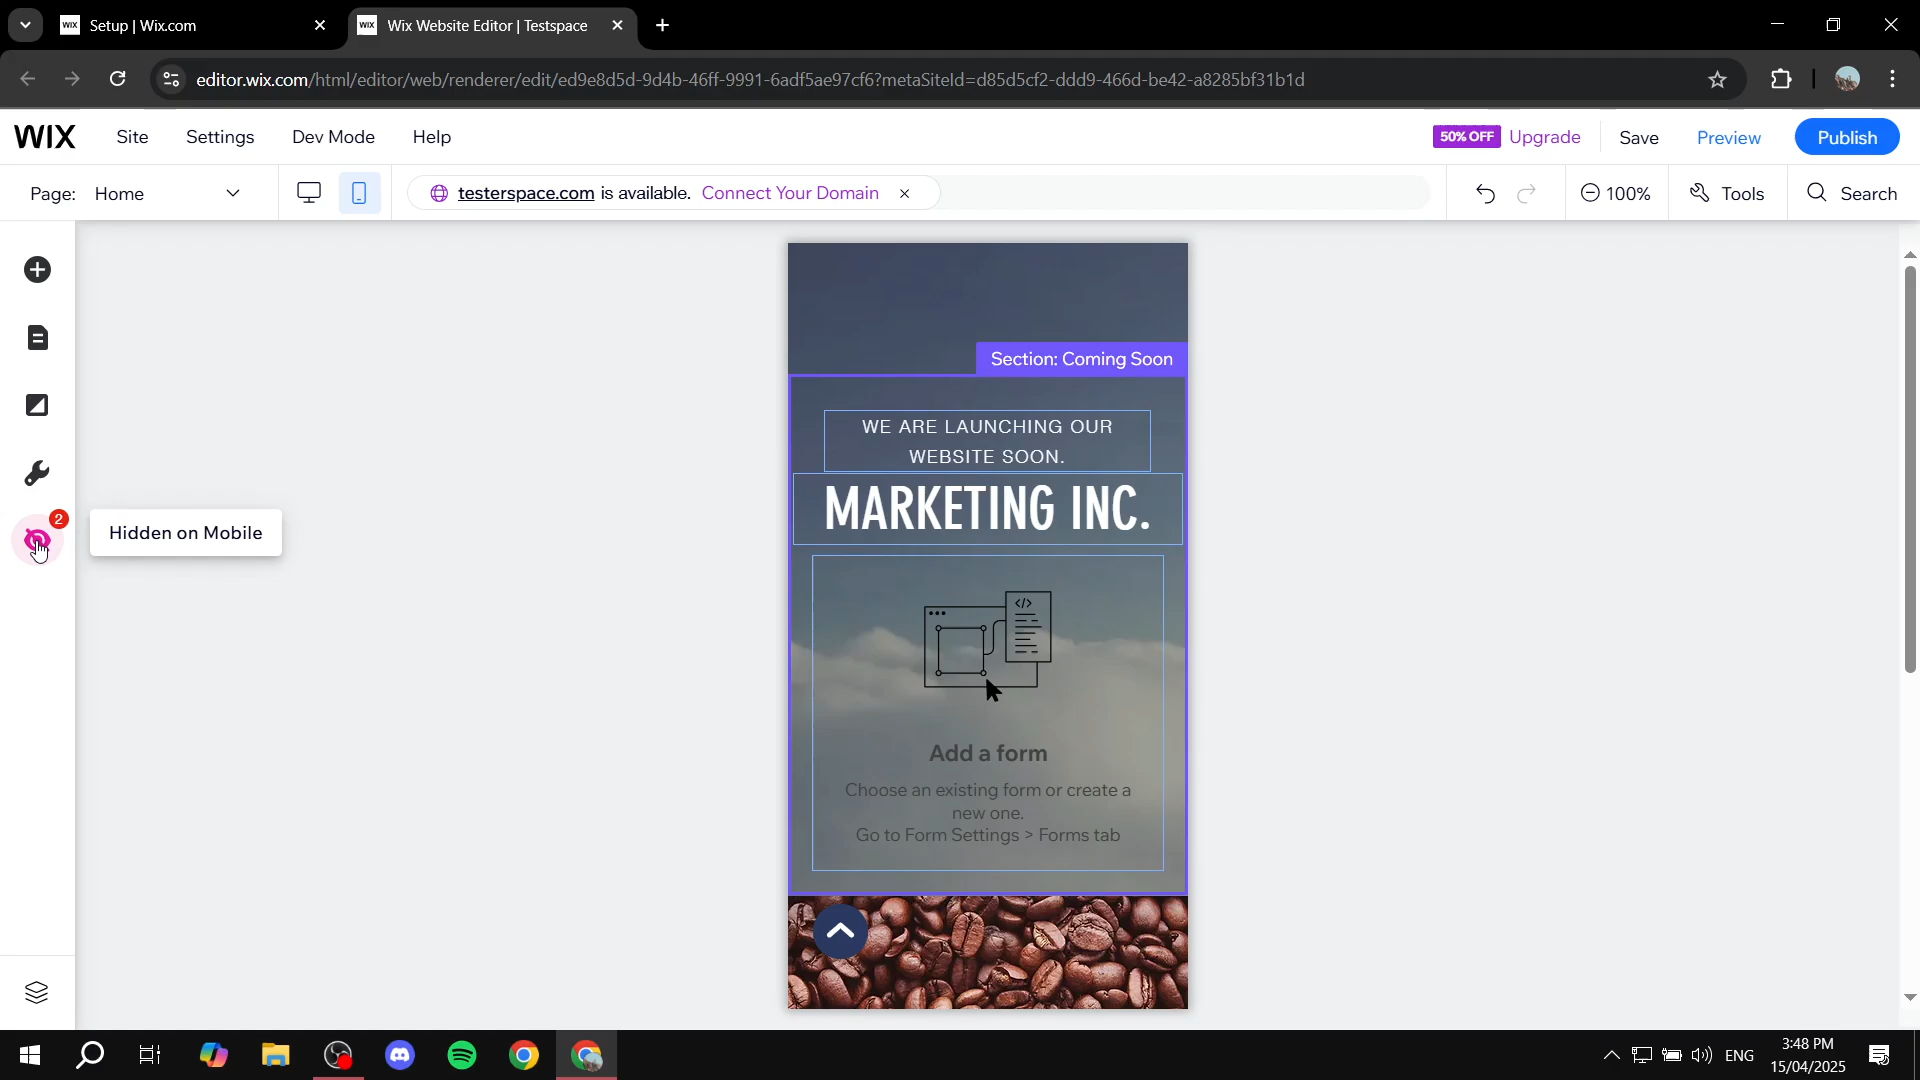 WIX Setup | Wix.com
WIX Wix Website Editor | Testspace
editor.wix.com/html/editor/web/renderer/edit/ed9e8d5d-9d4b-46ff-9991-6adf5ae97cf6?metaSiteId=d85d5cf2-ddd9-466d-be42-a8285bf31b1d
WIX Site Settings Dev Mode Help 50% OFF Upgrade Save Preview Publish
Page: Home testerspace.com is available. Connect Your Domain 100% Tools Search
Section: Coming Soon
WE ARE LAUNCHING OUR
WEBSITE SOON.
MARKETING INC.
2
Hidden on Mobile
</>
Add a form
Choose an existing form or create a
new one.
Go to Form Settings > Forms tab
ENG
3:48 PM
15/04/2025